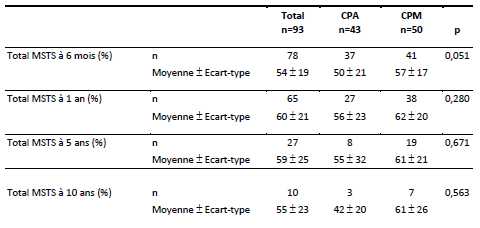 Total CPA CPM
n=93 n=43 n=50 p
Total MSTS à 6 mois (%) n 78 37 41 0,051
Moyenne ± Ecart-type 54 ± 19 50 ± 21 57 ± 17
Total MSTS à 1 an (%) n 65 27 38 0,280
Moyenne ± Ecart-type 60 ± 21 56 ± 23 62 ± 20
Total MSTS à 5 ans (%) n 27 8 19 0,671
Moyenne ± Ecart-type 59 ± 25 55 ± 32 61 ± 21
Total MSTS à 10 ans (%) n 10 3 7 0,563
Moyenne ± Ecart-type 55 ± 23 42 ± 20 61 ± 26